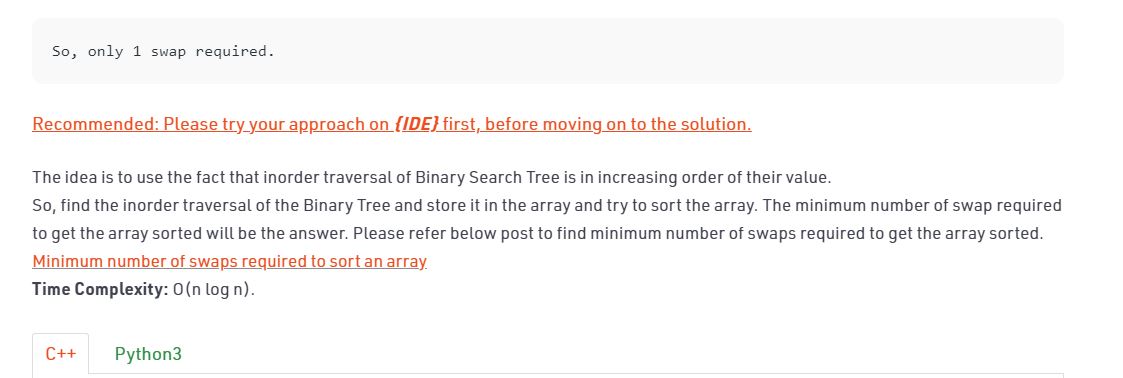 So, only 1 swap required.
Recommended: Please try your approach on {IDE} first, before moving on to the solution.
The idea is to use the fact that inorder traversal of Binary Search Tree is in increasing order of their value.
So, find the inorder traversal of the Binary Tree and store it in the array and try to sort the array. The minimum number of swap required
to get the array sorted will be the answer. Please refer below post to find minimum number of swaps required to get the array sorted.
Minimum number of swaps required to sort an array
Time Complexity: O(n log n).
C++ Python3